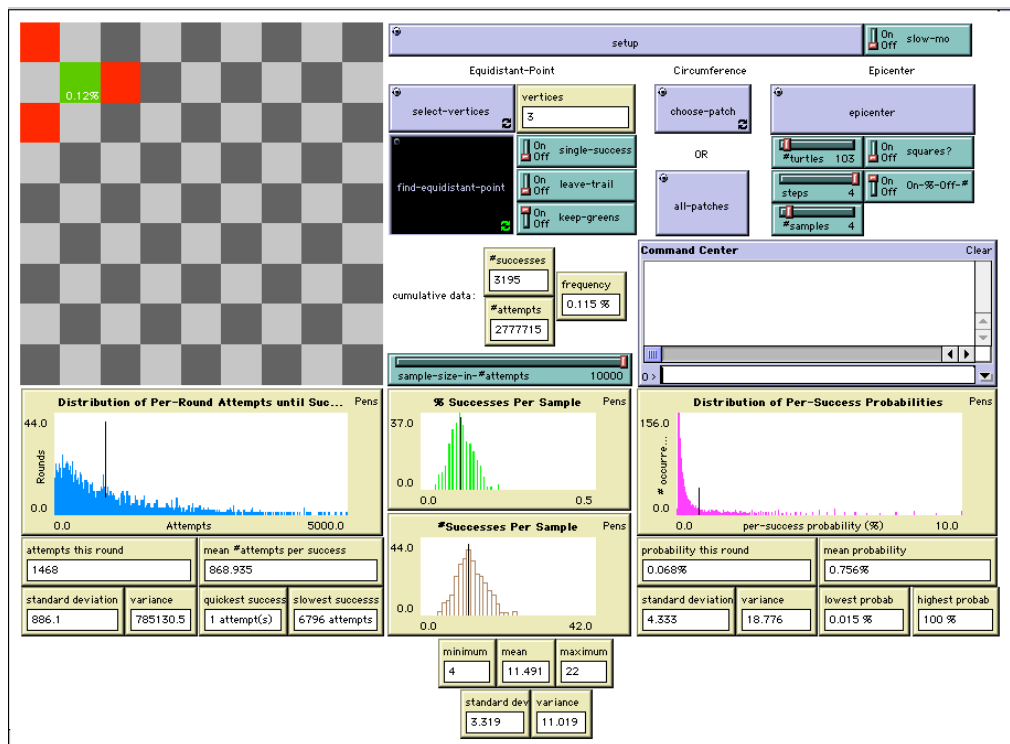 0.12%
setup
On
Off
slow-mo
Equidistant-Point
Circumference
Epicenter
select-vertices
vertices
3
choose-patch
epicenter
find-equidistant-point
On
Off
single-success
On
Off
leave-trail
On
Off
keep-greens
OR
all-patches
#turtles 103
On
Off
squares?
steps 4
On
Off
On-%-Off-#
#samples 4
cumulative data:
#successes
3195
frequency
0.115 %
#attempts
2777715
Command Center
Clear
O>
sample-size-in-#attempts 10000
Distribution of Per-Round Attempts until Suc...
Pens
44.0
Rounds
0.0
0.0
Attempts
5000.0
% Successes Per Sample
Pens
37.0
0.0
0.0
0.5
Distribution of Per-Success Probabilities
Pens
156.0
# occurre...
0.0
0.0
per-success probability (%)
10.0
attempts this round
1468
mean #attempts per success
868.935
standard deviation
886.1
variance
785130.5
quickest success
1 attempt(s)
slowest successs
6796 attempts
#Successes Per Sample
Pens
44.0
0.0
0.0
42.0
probability this round
0.068%
mean probability
0.756%
standard deviation
4.333
variance
18.776
lowest probab
0.015 %
highest probab
100 %
minimum
4
mean
11.491
maximum
22
standard dev
3.319
variance
11.019